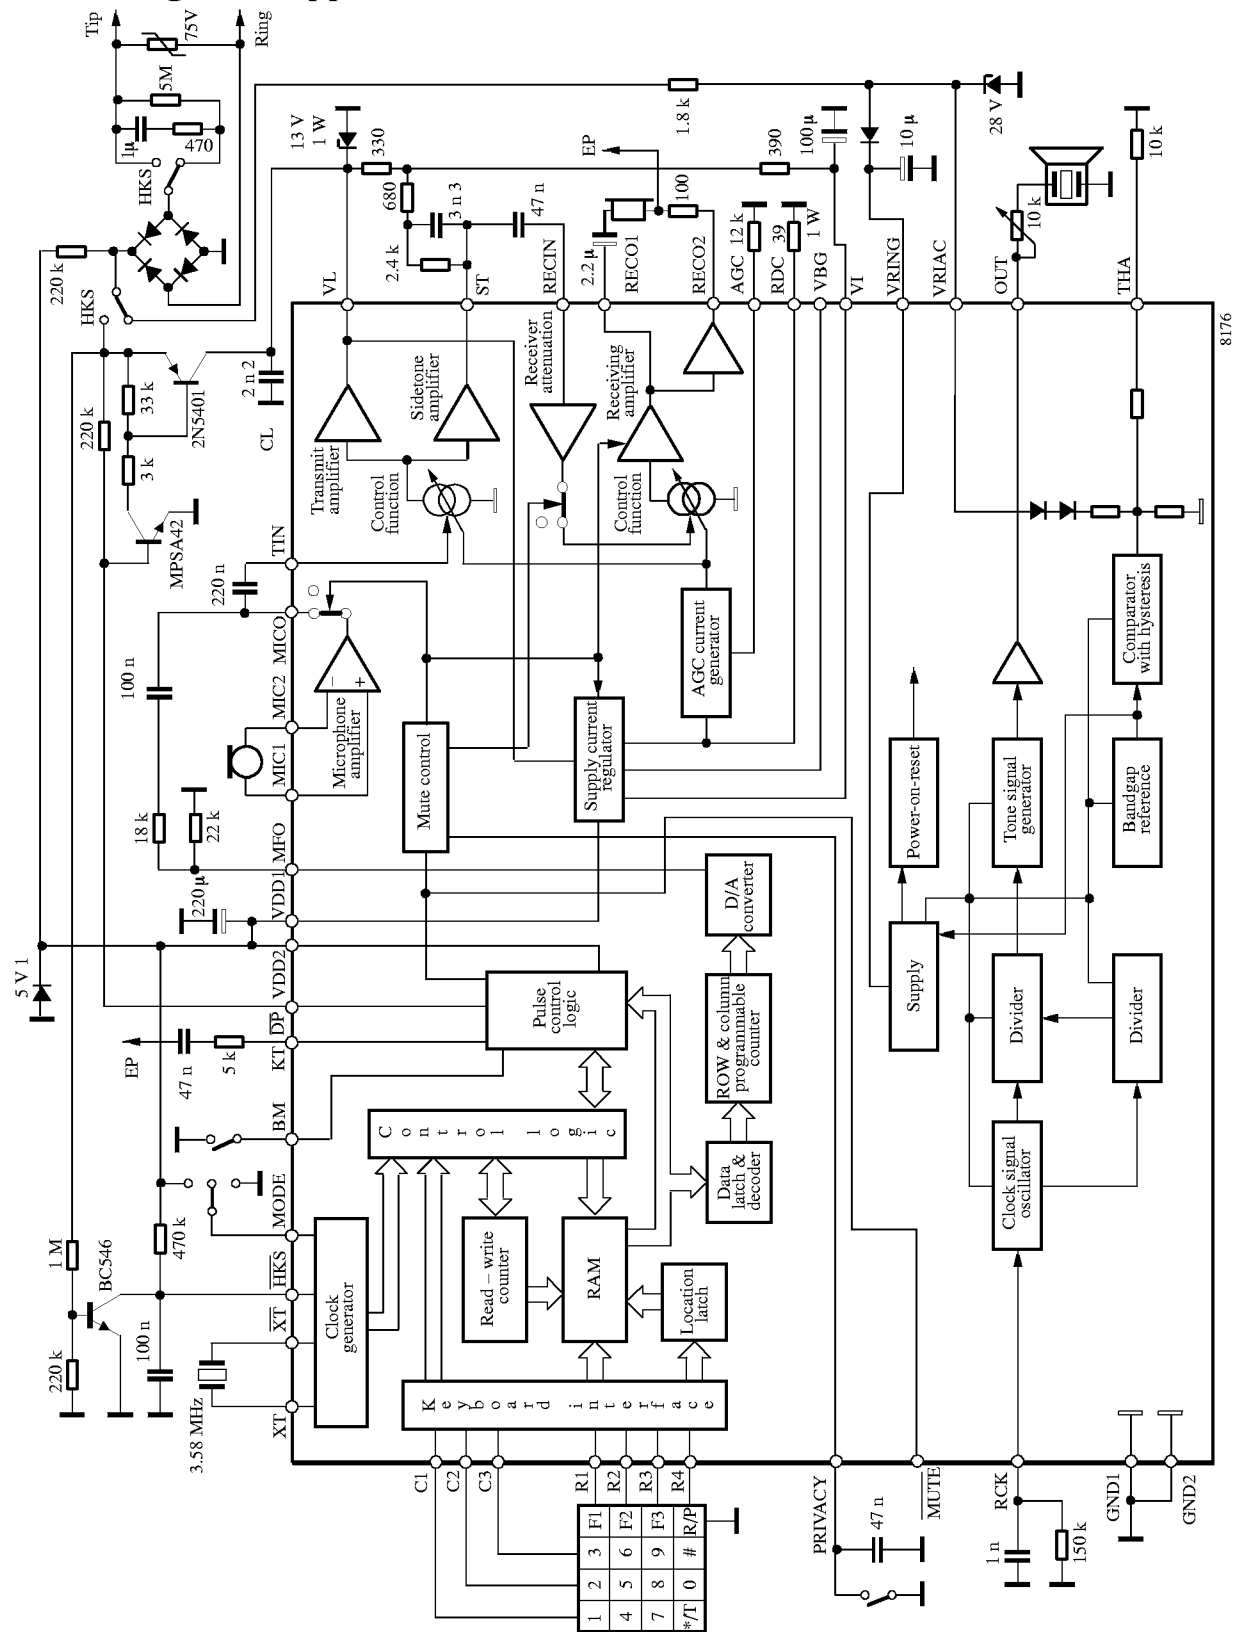 Tip
75V
Ring
5M
1μ
470
HKS
220 k
HKS
13 V
1 W
330
680
3 n 3
47 n
2.4 k
1.8 k
EP
390
100 μ
10 μ
28 V
10 k
10 k
100
12 k
39
1 W
2.2 μ
VL
ST
RECIN
RECO1
RECO2
AGC
RDC
VBG
VI
VRING
VRIAC
OUT
THA
8176
33 k
220 k
3 k
2N5401
2 n 2
CL
MPSA42
220 n
TIN
100 n
MICO
MIC2
MIC1
18 k
22 k
MFO
220 μ
VDD1
VDD2
5 V 1
DP
KT
EP
47 n
5 k
BM
MODE
470 k
1 M
BC546
HKS
XT
100 n
220 k
3.58 MHz
XT
Transmit
amplifier
Sidetone
amplifier
Control
function
Receiver
attenuation
Receiving
amplifier
Control
function
Microphone
amplifier
−
+
Mute control
Supply current
regulator
AGC current
generator
D/A
converter
Pulse
control
logic
ROW & column
programmable
counter
Control logic
Data
latch &
decoder
Read – write
counter
RAM
Location
latch
Clock
generator
Keyboard interface
Power-on-reset
Supply
Tone signal
generator
Comparator
with hysteresis
Bandgap
reference
Divider
Divider
Clock signal
oscillator
C1
C2
C3
R1
R2
R3
R4
1 2 3 F1
4 5 6 F2
7 8 9 F3
*/T 0 # R/P
PRIVACY
47 n
MUTE
RCK
1 n
150 k
GND1
GND2